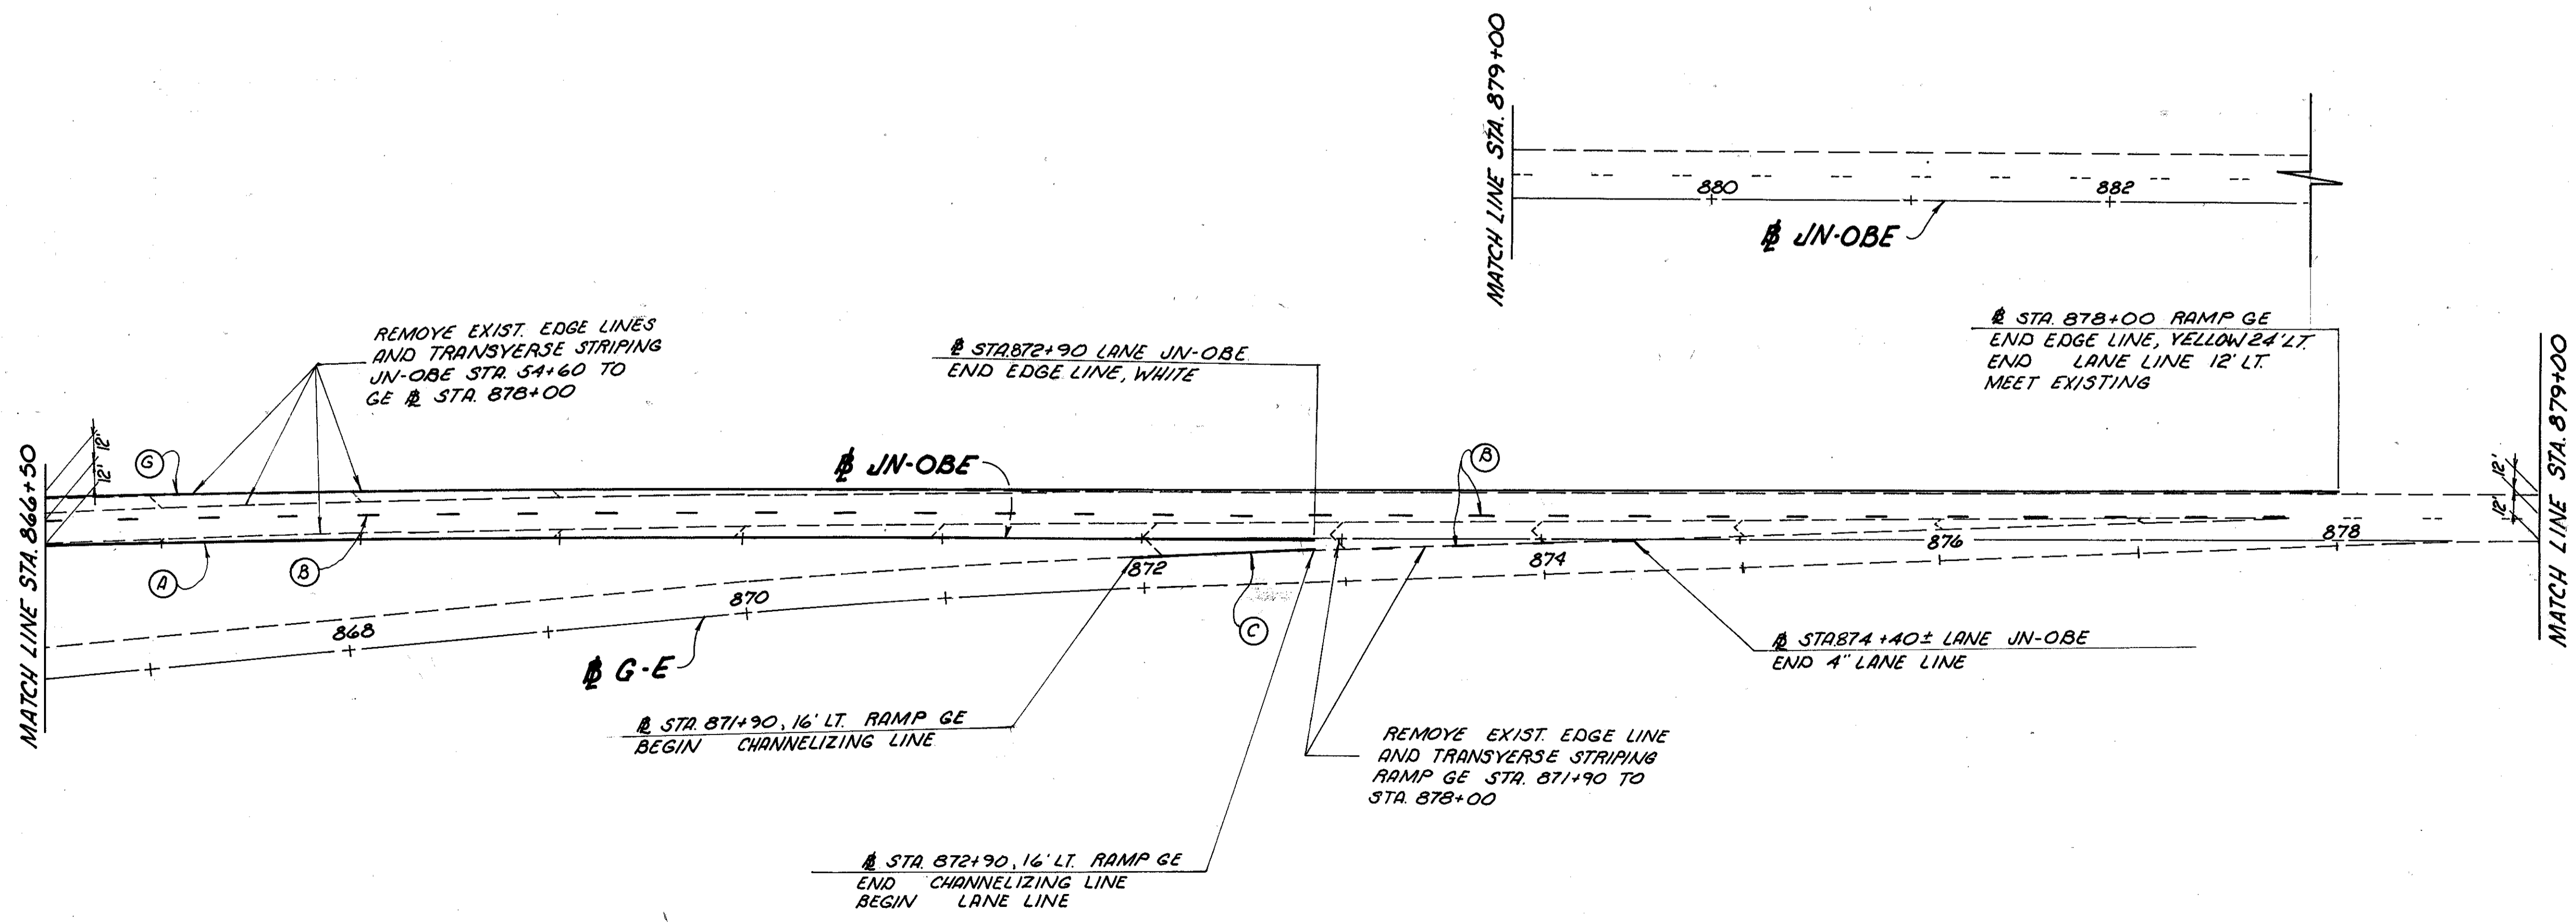 MATCH LINE STA. 879+00
880
882
℄ JN-OBE
REMOVE EXIST. EDGE LINES
AND TRANSVERSE STRIPING
JN-OBE STA. 54+60 TO
GE ℄ STA. 878+00
℄ STA.872+90 LANE JN-OBE
END EDGE LINE, WHITE
℄ STA. 878+00 RAMP GE
END EDGE LINE, YELLOW 24' LT.
END LANE LINE 12' LT.
MEET EXISTING
MATCH LINE STA. 866+50
12'
12'
G
℄ JN-OBE
B
12'
12'
MATCH LINE STA. 879+00
A
B
868
870
872
874
876
878
C
℄ G-E
℄ STA. 871+90, 16' LT. RAMP GE
BEGIN CHANNELIZING LINE
℄ STA.874+40± LANE JN-OBE
END 4" LANE LINE
REMOVE EXIST. EDGE LINE
AND TRANSVERSE STRIPING
RAMP GE STA. 871+90 TO
STA. 878+00
℄ STA. 872+90, 16' LT. RAMP GE
END CHANNELIZING LINE
BEGIN LANE LINE